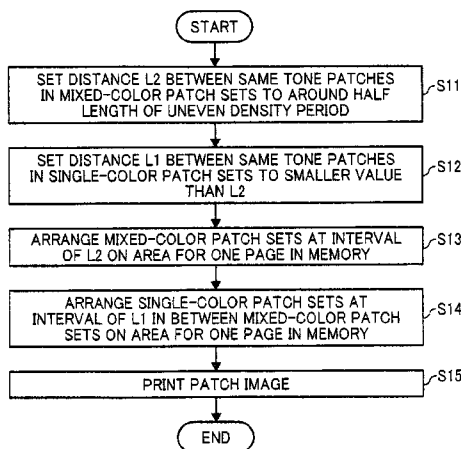 START
SET DISTANCE L2 BETWEEN SAME TONE PATCHES
IN MIXED-COLOR PATCH SETS TO AROUND HALF
LENGTH OF UNEVEN DENSITY PERIOD
S11
SET DISTANCE L1 BETWEEN SAME TONE PATCHES
IN SINGLE-COLOR PATCH SETS TO SMALLER VALUE
THAN L2
S12
ARRANGE MIXED-COLOR PATCH SETS AT INTERVAL
OF L2 ON AREA FOR ONE PAGE IN MEMORY
S13
ARRANGE SINGLE-COLOR PATCH SETS AT
INTERVAL OF L1 IN BETWEEN MIXED-COLOR PATCH
SETS ON AREA FOR ONE PAGE IN MEMORY
S14
PRINT PATCH IMAGE
S15
END